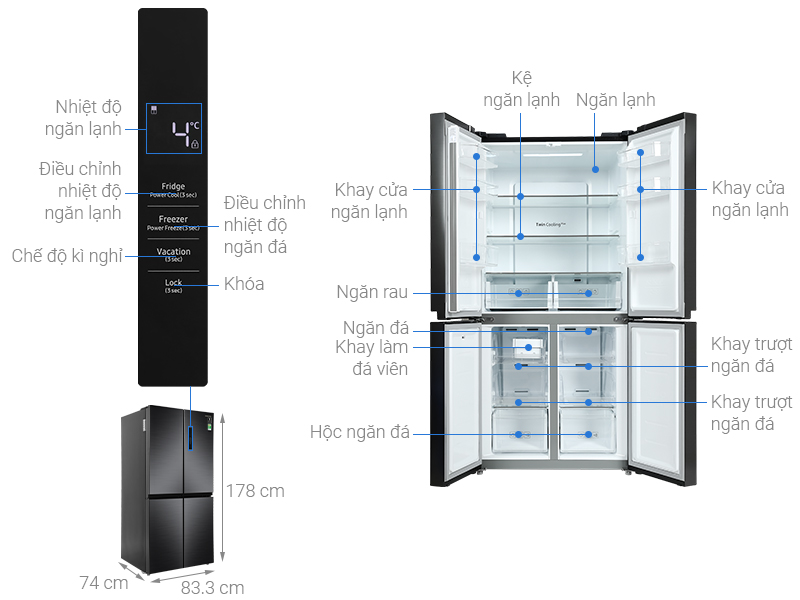 Nhiệt độ
ngăn lạnh
4°C
Điều chỉnh
nhiệt độ
ngăn lạnh
Fridge
Power Cool (3 sec)
Freezer
Power Freeze (3 sec)
Điều chỉnh
nhiệt độ
ngăn đá
Chế độ kì nghỉ
Vacation
(3 sec)
Lock
(3 sec)
Khóa
178 cm
74 cm
83.3 cm
Kệ
ngăn lạnh
Ngăn lạnh
Khay cửa
ngăn lạnh
Khay cửa
ngăn lạnh
Twin Cooling Plus
Ngăn rau
Ngăn đá
Khay làm
đá viên
Khay trượt
ngăn đá
Khay trượt
ngăn đá
Hộc ngăn đá